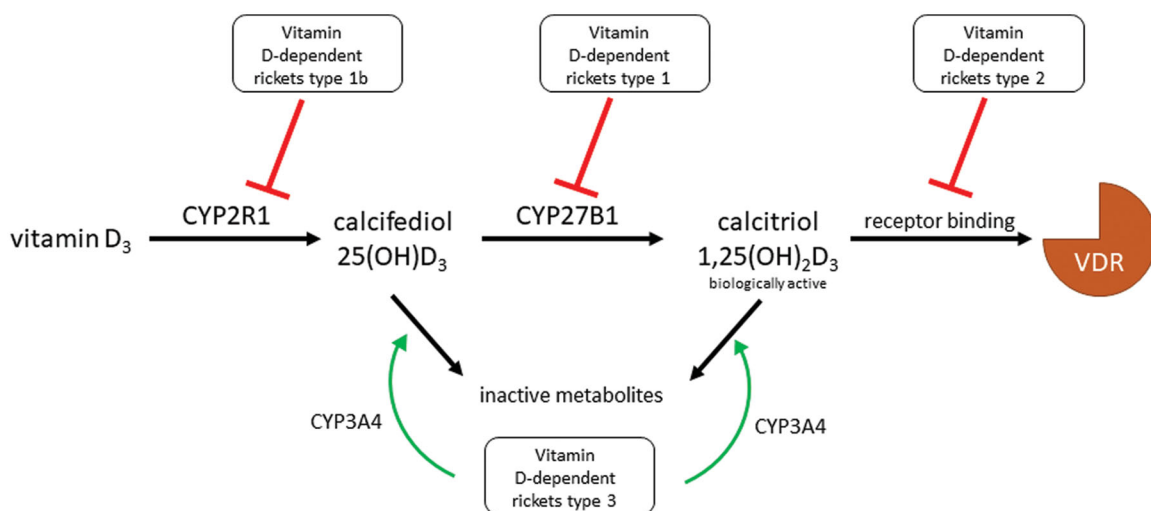 Vitamin
D-dependent
rickets type 1b
Vitamin
D-dependent
rickets type 1
Vitamin
D-dependent
rickets type 2
vitamin D₃
CYP2R1
calcifediol
25(OH)D₃
CYP27B1
calcitriol
1,25(OH)₂D₃
biologically active
receptor binding
VDR
inactive metabolites
CYP3A4
CYP3A4
Vitamin
D-dependent
rickets type 3